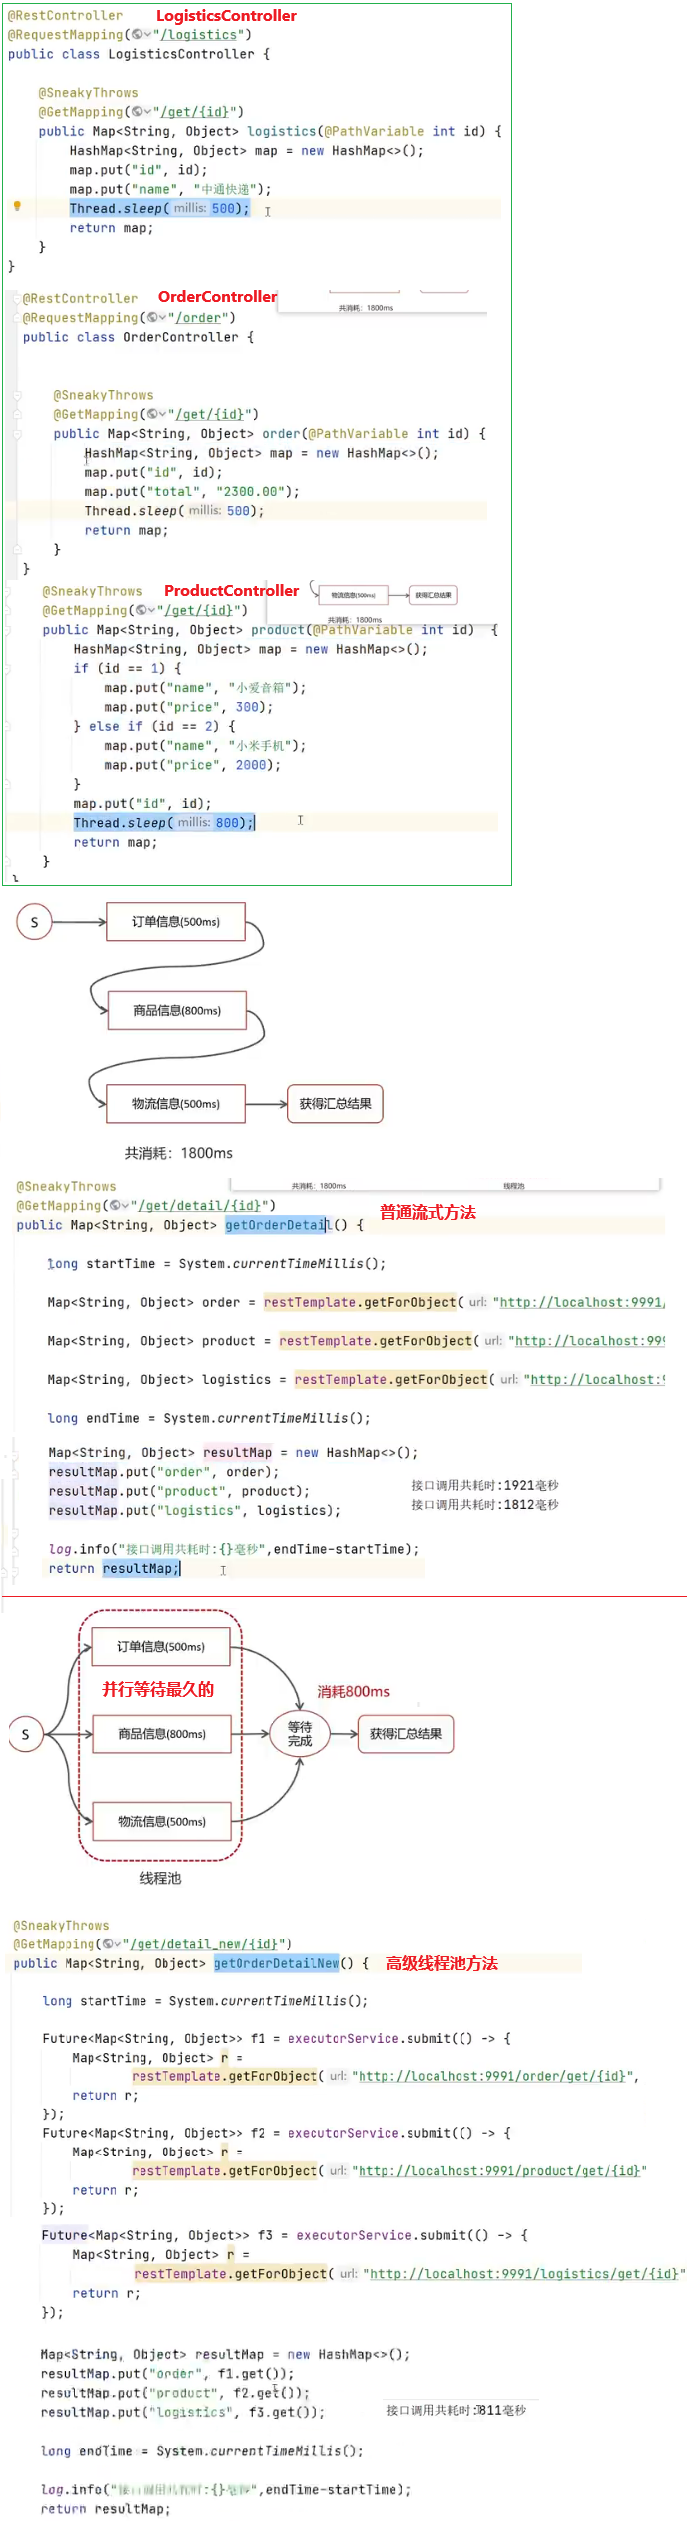 @RestController LogisticsController
@RequestMapping("/logistics")
public class LogisticsController {
@SneakyThrows
@GetMapping("/get/{id}")
public Map<String, Object> logistics(@PathVariable int id) {
HashMap<String, Object> map = new HashMap<>();
map.put("id", id);
map.put("name", "中通快递");
Thread.sleep( millis: 500);
return map;
}
}
@RestController OrderController
@RequestMapping("/order") 共消耗：1800ms
public class OrderController {
@SneakyThrows
@GetMapping("/get/{id}")
public Map<String, Object> order(@PathVariable int id) {
HashMap<String, Object> map = new HashMap<>();
map.put("id", id);
map.put("total", "2300.00");
Thread.sleep( millis: 500);
return map;
}
}
@SneakyThrows ProductController 物流信息(500ms) 获得汇总结果
@GetMapping("/get/{id}") 共消耗：1800ms
public Map<String, Object> product(@PathVariable int id) {
HashMap<String, Object> map = new HashMap<>();
if (id == 1) {
map.put("name", "小爱音箱");
map.put("price", 300);
} else if (id == 2) {
map.put("name", "小米手机");
map.put("price", 2000);
}
map.put("id", id);
Thread.sleep( millis: 800);
return map;
}
S 订单信息(500ms)
商品信息(800ms)
物流信息(500ms) 获得汇总结果
共消耗：1800ms
@SneakyThrows 共消耗：1800ms 线程池
@GetMapping("/get/detail/{id}") 普通流式方法
public Map<String, Object> getOrderDetail() {
long startTime = System.currentTimeMillis();
Map<String, Object> order = restTemplate.getForObject( url: "http://localhost:9991/
Map<String, Object> product = restTemplate.getForObject( url: "http://localhost:999
Map<String, Object> logistics = restTemplate.getForObject( url: "http://localhost:9
long endTime = System.currentTimeMillis();
Map<String, Object> resultMap = new HashMap<>();
resultMap.put("order", order);
resultMap.put("product", product); 接口调用共耗时:1921毫秒
resultMap.put("logistics", logistics); 接口调用共耗时:1812毫秒
log.info("接口调用共耗时:{}毫秒",endTime-startTime);
return resultMap;
订单信息(500ms)
并行等待最久的 消耗800ms
S 商品信息(800ms) 等待完成 获得汇总结果
物流信息(500ms)
线程池
@SneakyThrows
@GetMapping("/get/detail_new/{id}")
public Map<String, Object> getOrderDetailNew() { 高级线程池方法
long startTime = System.currentTimeMillis();
Future<Map<String, Object>> f1 = executorService.submit(() -> {
Map<String, Object> r =
restTemplate.getForObject( url: "http://localhost:9991/order/get/{id}",
return r;
});
Future<Map<String, Object>> f2 = executorService.submit(() -> {
Map<String, Object> r =
restTemplate.getForObject( url: "http://localhost:9991/product/get/{id}"
return r;
});
Future<Map<String, Object>> f3 = executorService.submit(() -> {
Map<String, Object> r =
restTemplate.getForObject( url: "http://localhost:9991/logistics/get/{id}"
return r;
});
Map<String, Object> resultMap = new HashMap<>();
resultMap.put("order", f1.get());
resultMap.put("product", f2.get());
resultMap.put("logistics", f3.get()); 接口调用共耗时:811毫秒
long endTime = System.currentTimeMillis();
log.info("接口调用共耗时:{}毫秒",endTime-startTime);
return resultMap;